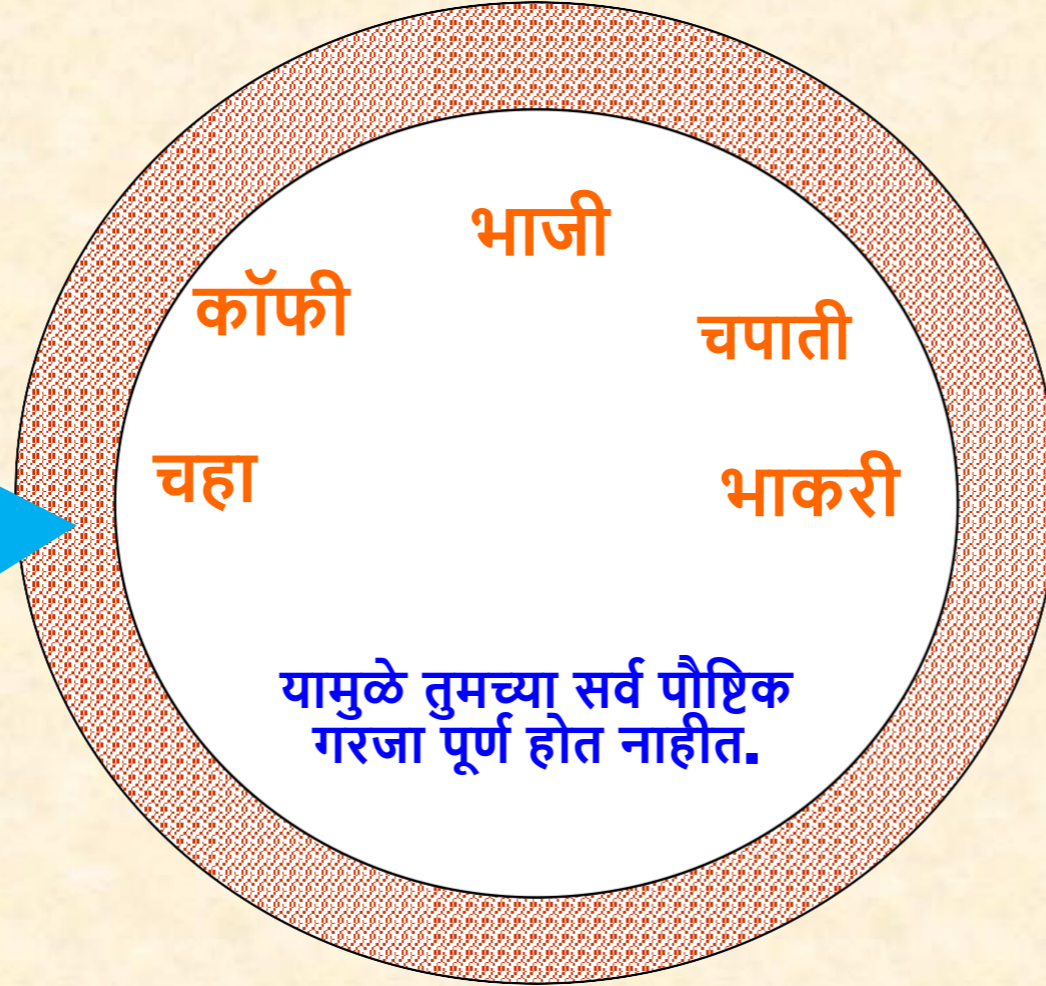 भाजी
कॉफी
चपाती
चहा
भाकरी
यामुळे तुमच्या सर्व पौष्टिक
गरजा पूर्ण होत नाहीत.